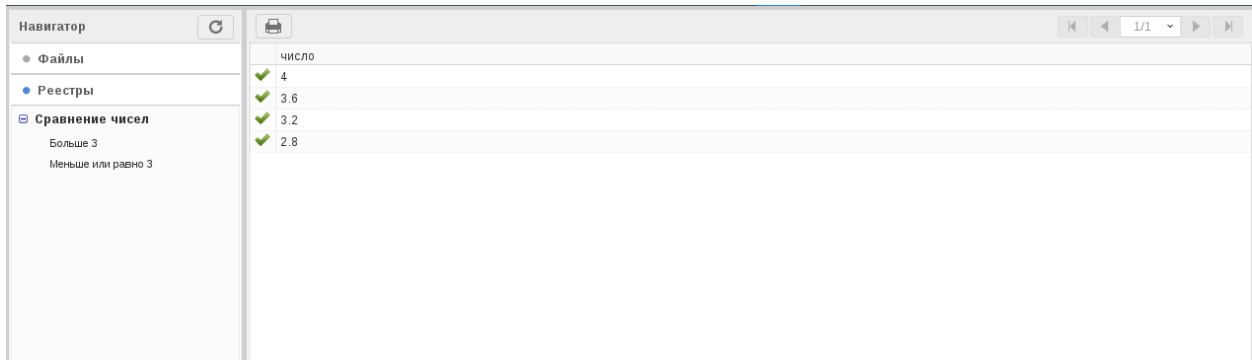 Навигатор
1/1
Файлы
Реестры
Сравнение чисел
Больше 3
Меньше или равно 3
число
4
3.6
3.2
2.8